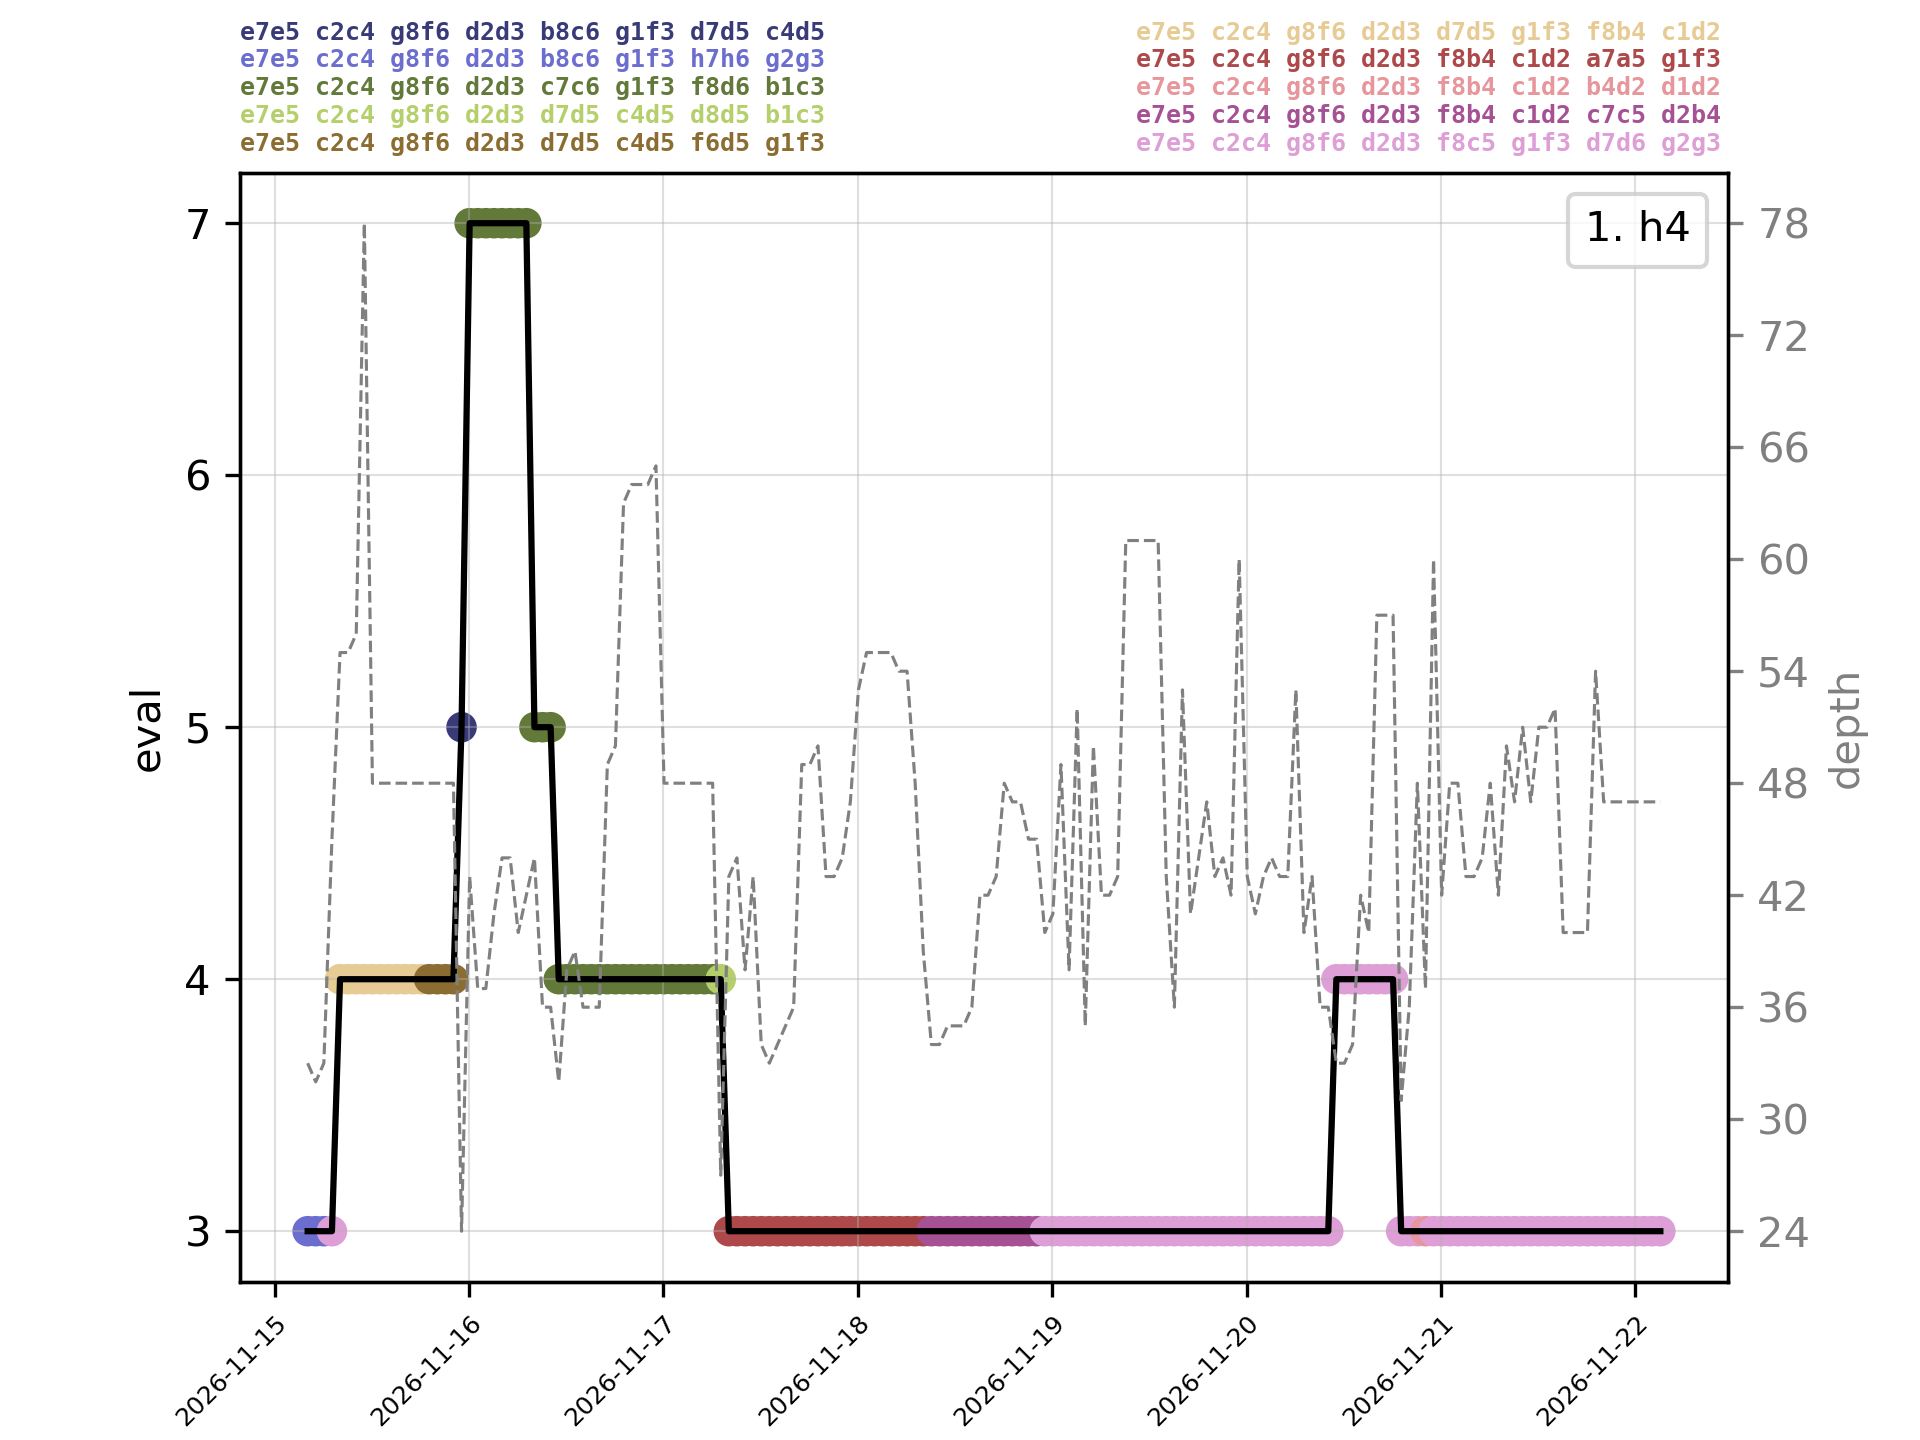 e7e5 c2c4 g8f6 d2d3 b8c6 g1f3 d7d5 c4d5
e7e5 c2c4 g8f6 d2d3 b8c6 g1f3 h7h6 g2g3
e7e5 c2c4 g8f6 d2d3 c7c6 g1f3 f8d6 b1c3
e7e5 c2c4 g8f6 d2d3 d7d5 c4d5 d8d5 b1c3
e7e5 c2c4 g8f6 d2d3 d7d5 c4d5 f6d5 g1f3
e7e5 c2c4 g8f6 d2d3 d7d5 g1f3 f8b4 c1d2
e7e5 c2c4 g8f6 d2d3 f8b4 c1d2 a7a5 g1f3
e7e5 c2c4 g8f6 d2d3 f8b4 c1d2 b4d2 d1d2
e7e5 c2c4 g8f6 d2d3 f8b4 c1d2 c7c5 d2b4
e7e5 c2c4 g8f6 d2d3 f8c5 g1f3 d7d6 g2g3
1. h4
eval
7
6
5
4
3
depth
78
72
66
60
54
48
42
36
30
24
2026-11-15
2026-11-16
2026-11-17
2026-11-18
2026-11-19
2026-11-20
2026-11-21
2026-11-22